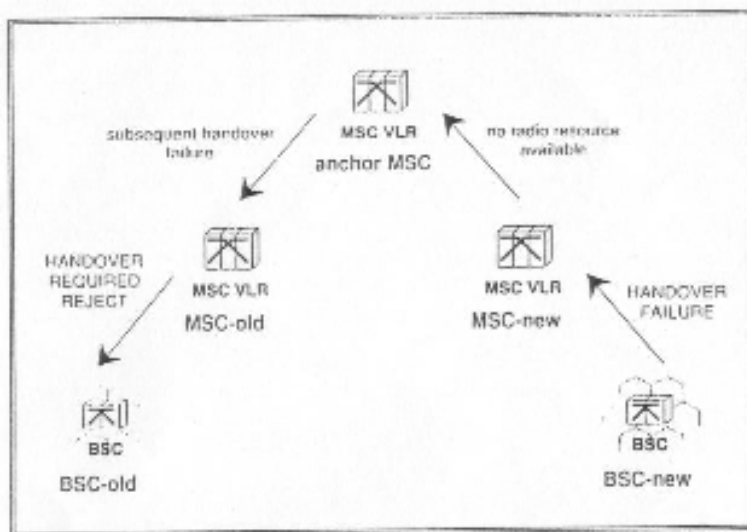 subsequent handover
failure
MSC VLR
anchor MSC
no radio resource
available
HANDOVER
REQUIRED
REJECT
MSC VLR
MSC-old
MSC VLR
MSC-new
HANDOVER
FAILURE
BSC
BSC-old
BSC
BSC-new